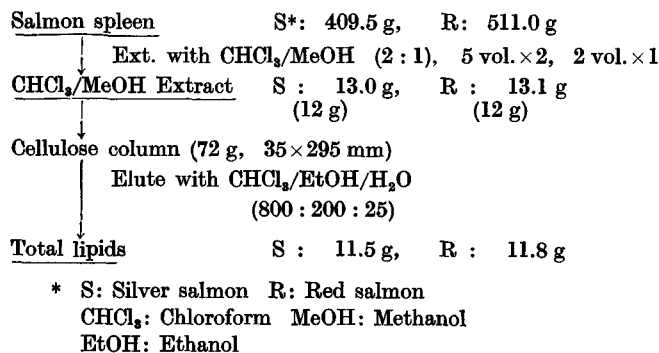 Salmon spleen S*: 409.5 g, R: 511.0 g
Ext. with CHCl₃/MeOH (2 : 1), 5 vol.×2, 2 vol.×1
CHCl₃/MeOH Extract S : 13.0 g, R : 13.1 g
(12 g) (12 g)
Cellulose column (72 g, 35×295 mm)
Elute with CHCl₃/EtOH/H₂O
(800 : 200 : 25)
Total lipids S : 11.5 g, R : 11.8 g
* S: Silver salmon R: Red salmon
CHCl₃: Chloroform MeOH: Methanol
EtOH: Ethanol